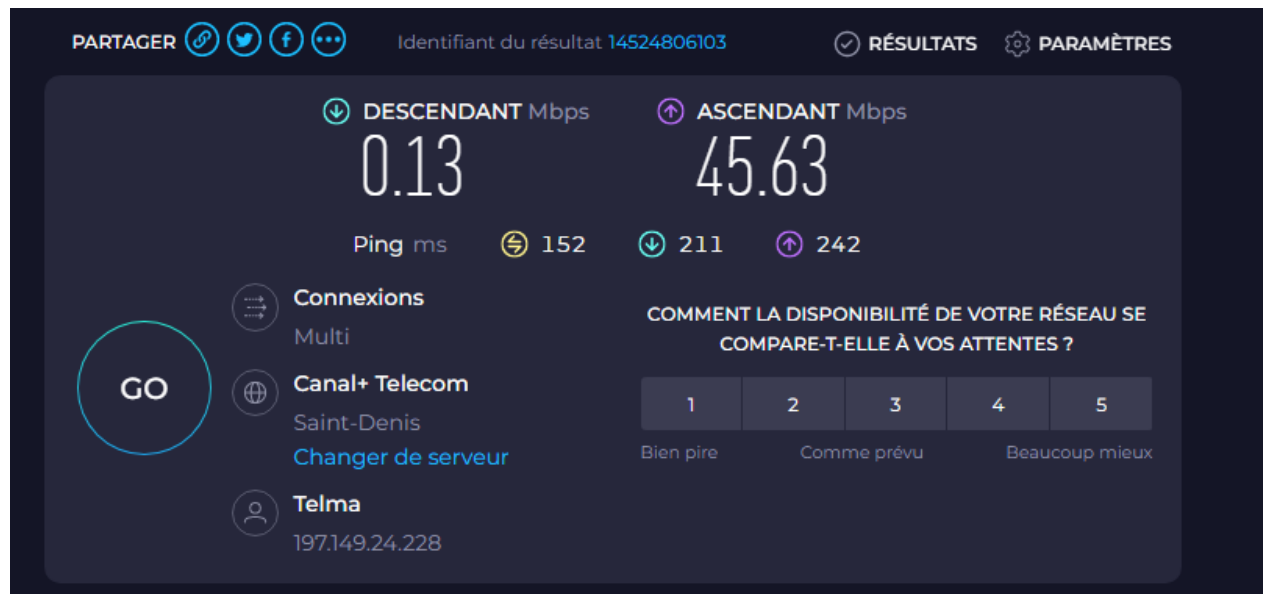 PARTAGER Identifiant du résultat 14524806103 RÉSULTATS PARAMÈTRES
DESCENDANT Mbps ASCENDANT Mbps
0.13 45.63
Ping ms 152 211 242
Connexions
Multi
Canal+ Telecom
Saint-Denis
Changer de serveur
Telma
197.149.24.228
GO
COMMENT LA DISPONIBILITÉ DE VOTRE RÉSEAU SE
COMPARE-T-ELLE À VOS ATTENTES ?
1 2 3 4 5
Bien pire Comme prévu Beaucoup mieux